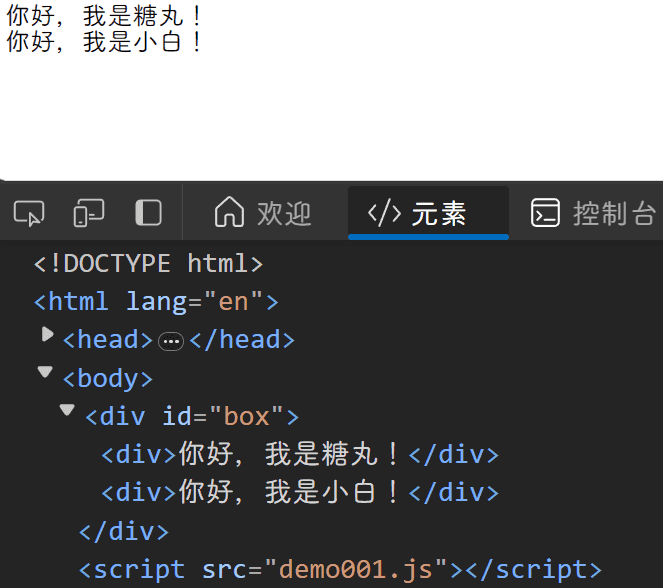 你好，我是糖丸！
你好，我是小白！
欢迎 </> 元素 控制台
<!DOCTYPE html>
<html lang="en">
<head>…</head>
<body>
<div id="box">
<div>你好，我是糖丸！</div>
<div>你好，我是小白！</div>
</div>
<script src="demo001.js"></script>